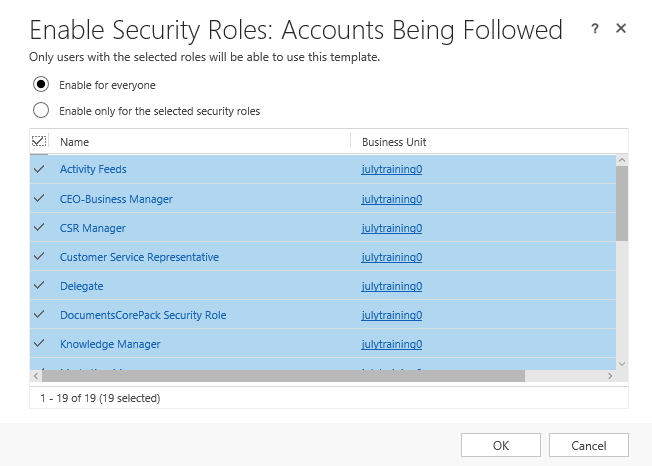 Enable Security Roles: Accounts Being Followed
? ×
Only users with the selected roles will be able to use this template.
Enable for everyone
Enable only for the selected security roles
Name Business Unit
Activity Feeds julytraining0
CEO-Business Manager julytraining0
CSR Manager julytraining0
Customer Service Representative julytraining0
Delegate julytraining0
DocumentsCorePack Security Role julytraining0
Knowledge Manager julytraining0
julytraining0
1 - 19 of 19 (19 selected)
OK Cancel